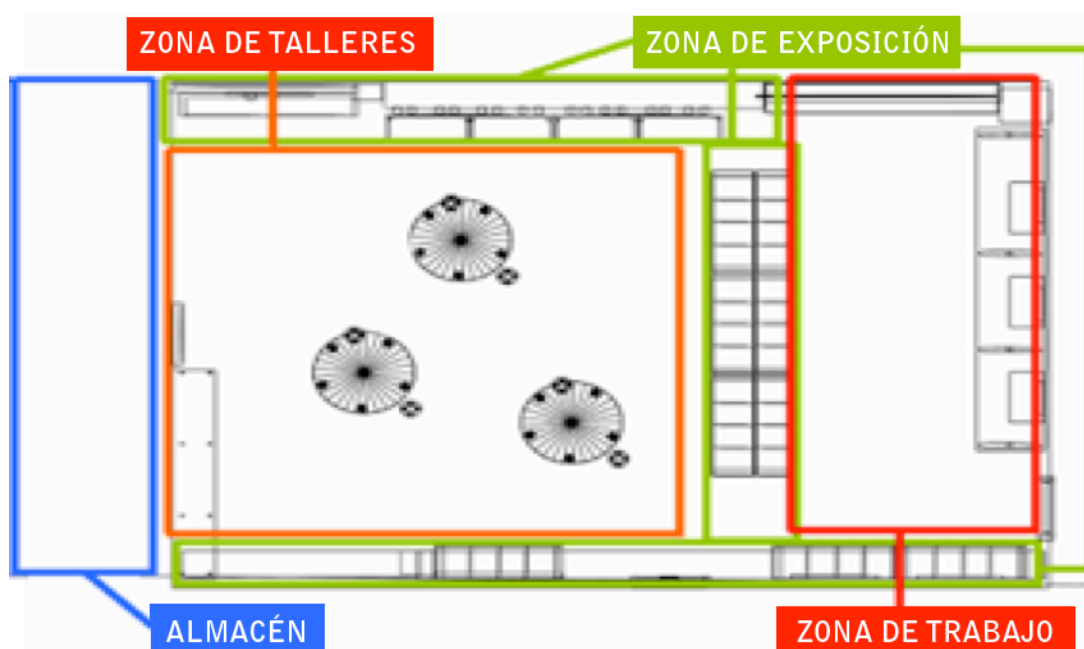 ZONA DE TALLERES
ZONA DE EXPOSICIÓN
ALMACÉN
ZONA DE TRABAJO